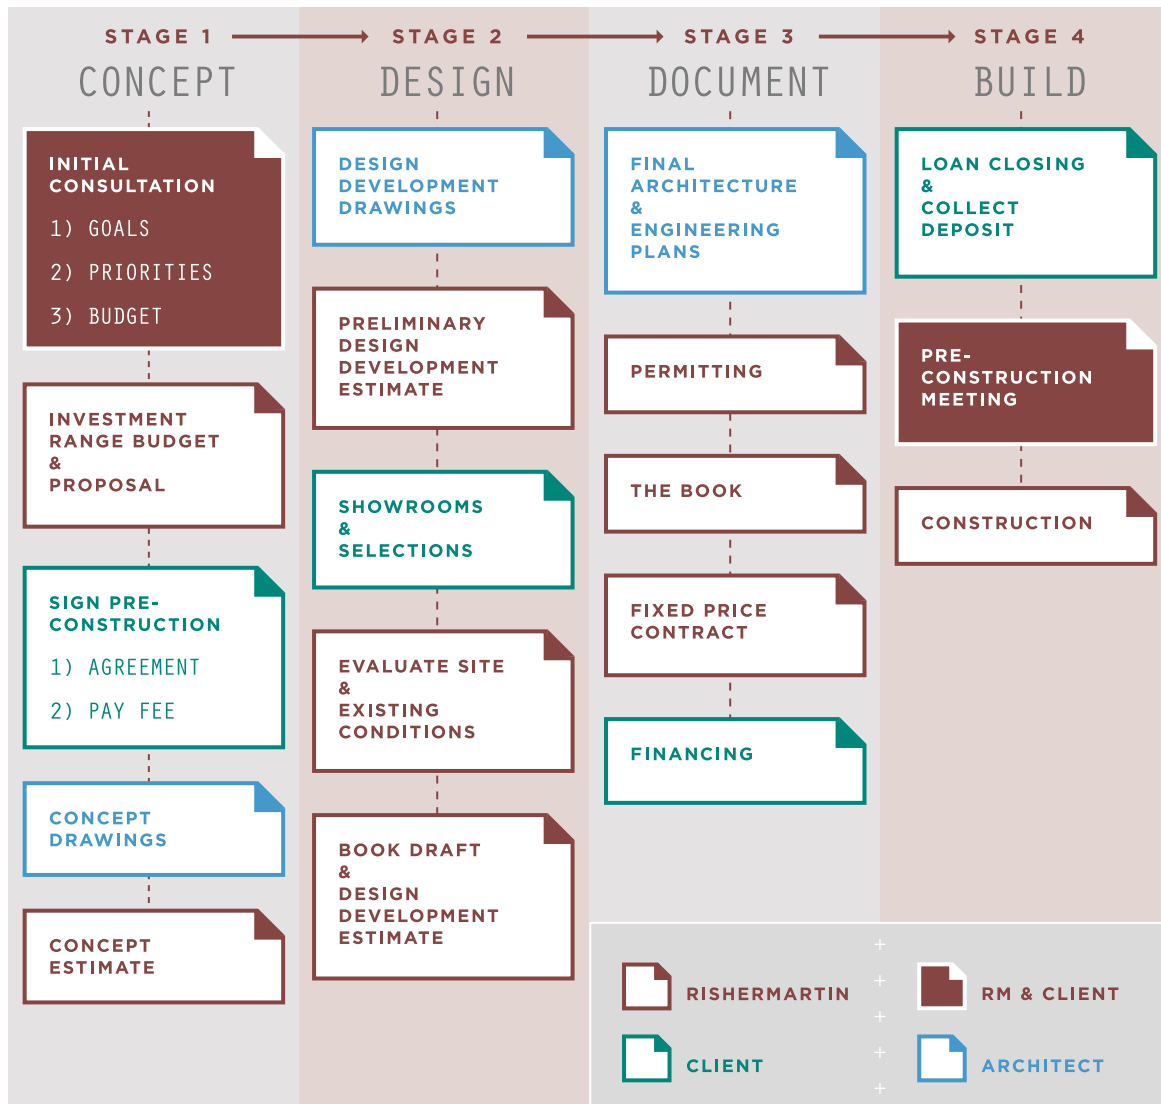 STAGE 1
STAGE 2
STAGE 3
STAGE 4
CONCEPT
DESIGN
DOCUMENT
BUILD
INITIAL
CONSULTATION
1) GOALS
2) PRIORITIES
3) BUDGET
INVESTMENT
RANGE BUDGET
&
PROPOSAL
SIGN PRE-
CONSTRUCTION
1) AGREEMENT
2) PAY FEE
CONCEPT
DRAWINGS
CONCEPT
ESTIMATE
DESIGN
DEVELOPMENT
DRAWINGS
PRELIMINARY
DESIGN
DEVELOPMENT
ESTIMATE
SHOWROOMS
&
SELECTIONS
EVALUATE SITE
&
EXISTING
CONDITIONS
BOOK DRAFT
&
DESIGN
DEVELOPMENT
ESTIMATE
FINAL
ARCHITECTURE
&
ENGINEERING
PLANS
PERMITTING
THE BOOK
FIXED PRICE
CONTRACT
FINANCING
LOAN CLOSING
&
COLLECT
DEPOSIT
PRE-
CONSTRUCTION
MEETING
CONSTRUCTION
RISHERMARTIN
RM & CLIENT
CLIENT
ARCHITECT